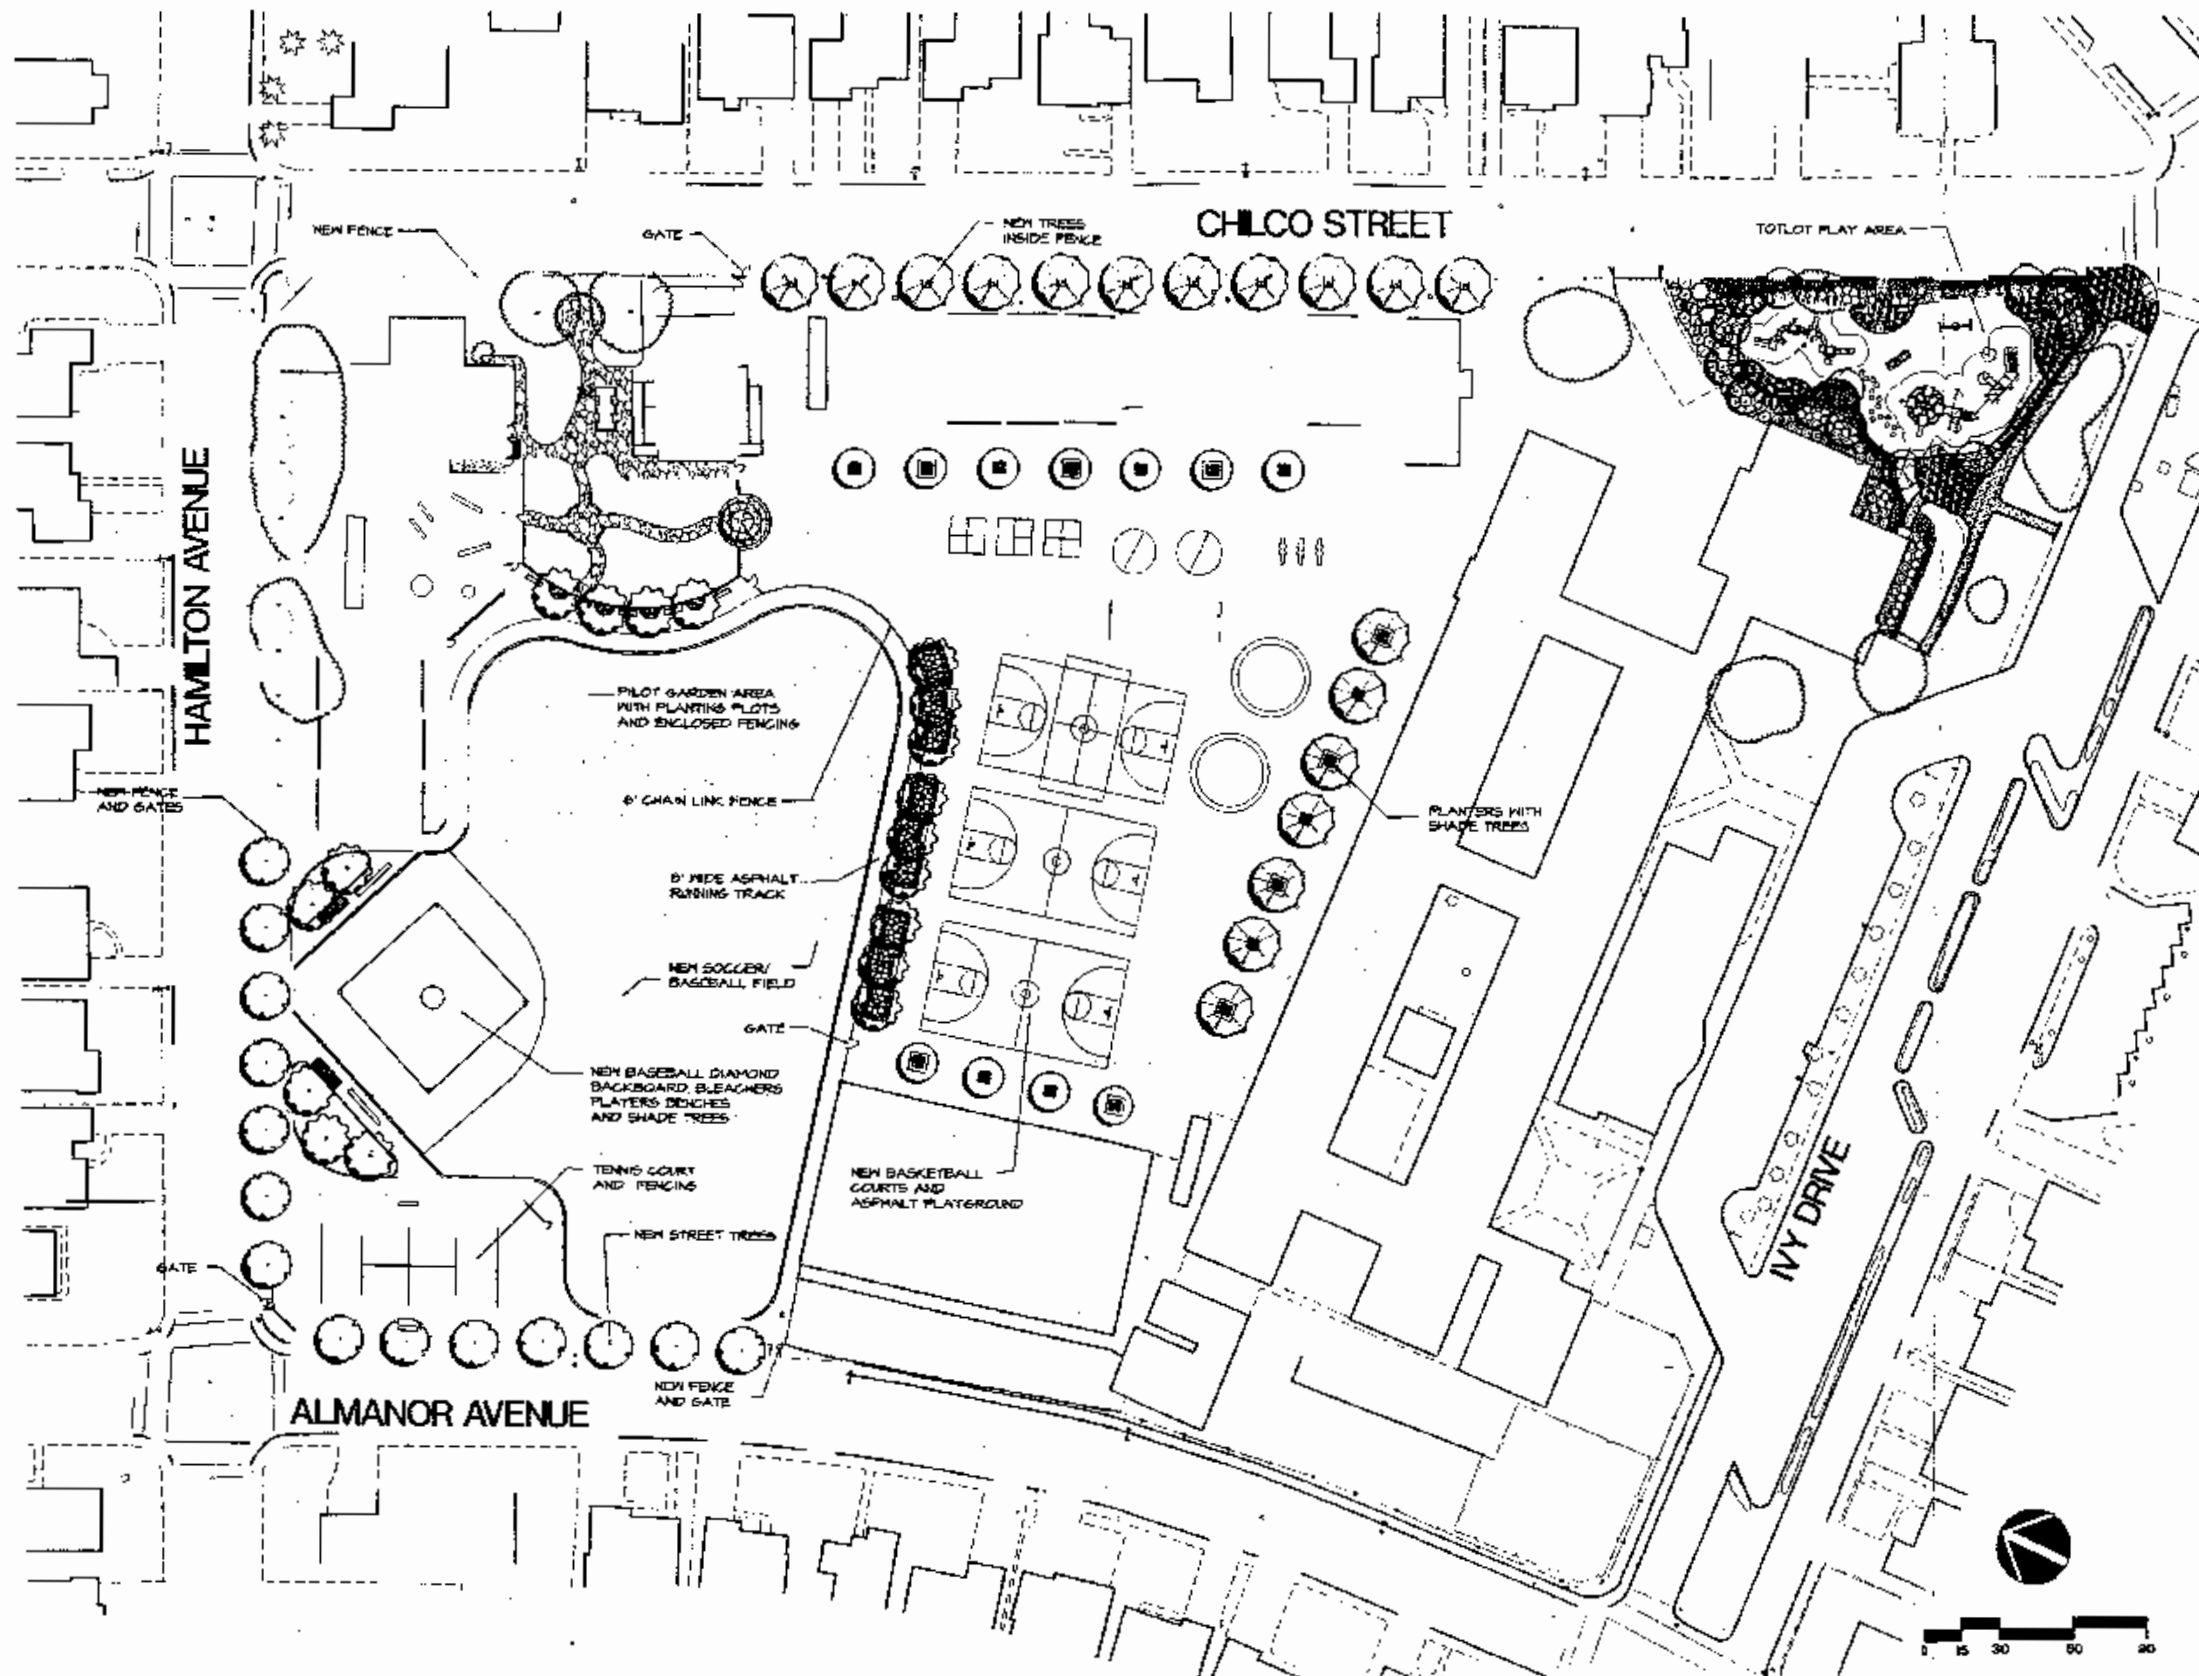 CHILCO STREET
NEW FENCE
GATE
NEW TREES
INSIDE FENCE
TOTLOT PLAY AREA
HAMILTON AVENUE
PILOT GARDEN AREA
WITH PLANTING PLOTS
AND ENCLOSED FENCING
NEW FENCE
AND GATES
6' CHAIN LINK FENCE
PLANTERS WITH
SHADE TREES
8' WIDE ASPHALT
RUNNING TRACK
NEW SOCCER/
BASEBALL FIELD
GATE
NEW BASEBALL DIAMOND
BACKBOARD, BLEACHERS
PLAYERS BENCHES
AND SHADE TREES
TENNIS COURT
AND FENCING
NEW BASKETBALL
COURTS AND
ASPHALT PLAYGROUND
NEW STREET TREES
GATE
IVY DRIVE
NEW FENCE
AND GATE
ALMANOR AVENUE
0 15 30 60 90